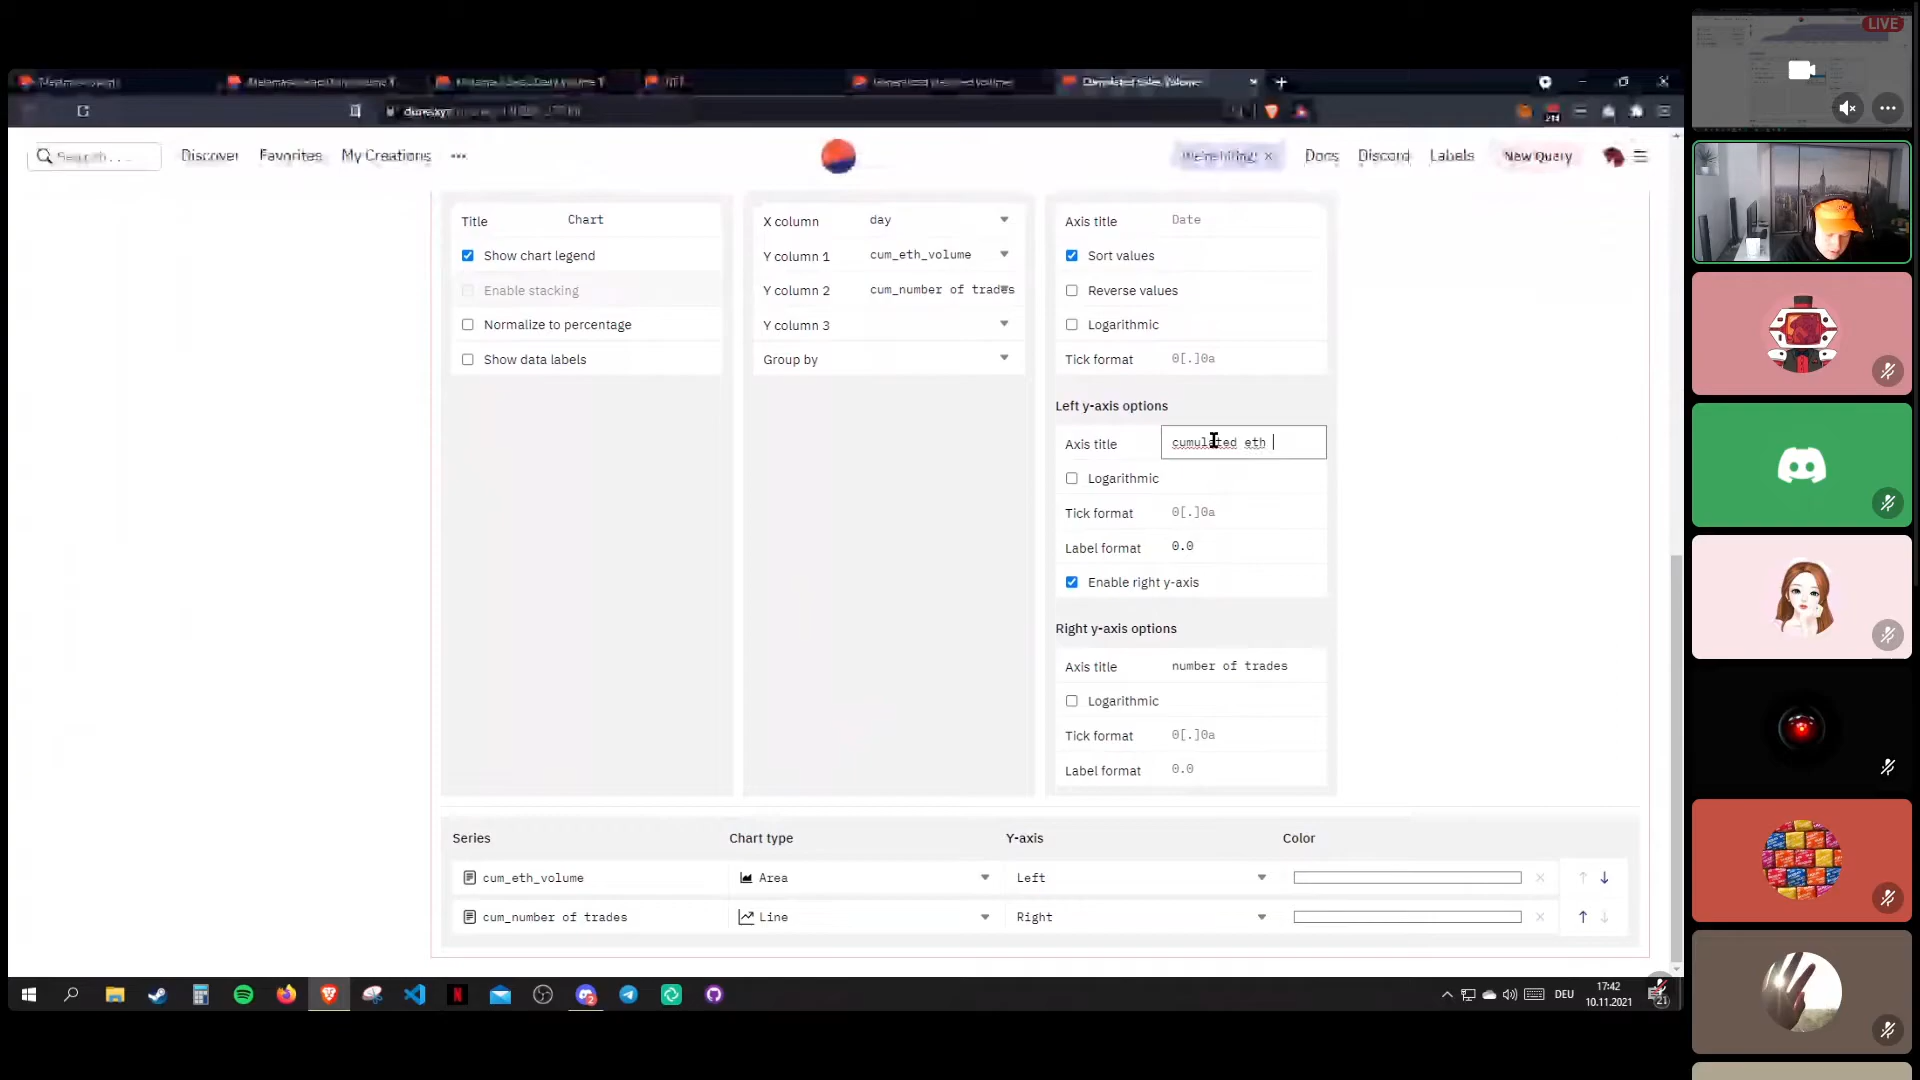 LIVE
Discover
Favorites
My Creations
Docs
Discord
Labels
New Query
Title Chart
Show chart legend
Enable stacking
Normalize to percentage
Show data labels
X column day
Y column 1 cum_eth_volume
Y column 2 cum_number of trades
Y column 3
Group by
Axis title Date
Sort values
Reverse values
Logarithmic
Tick format 0[.]0a
Left y-axis options
Axis title cumulated eth
Logarithmic
Tick format 0[.]0a
Label format 0.0
Enable right y-axis
Right y-axis options
Axis title number of trades
Logarithmic
Tick format 0[.]0a
Label format 0.0
Series Chart type Y-axis Color
cum_eth_volume Area Left
cum_number of trades Line Right
DEU
17:42
10.11.2021
21